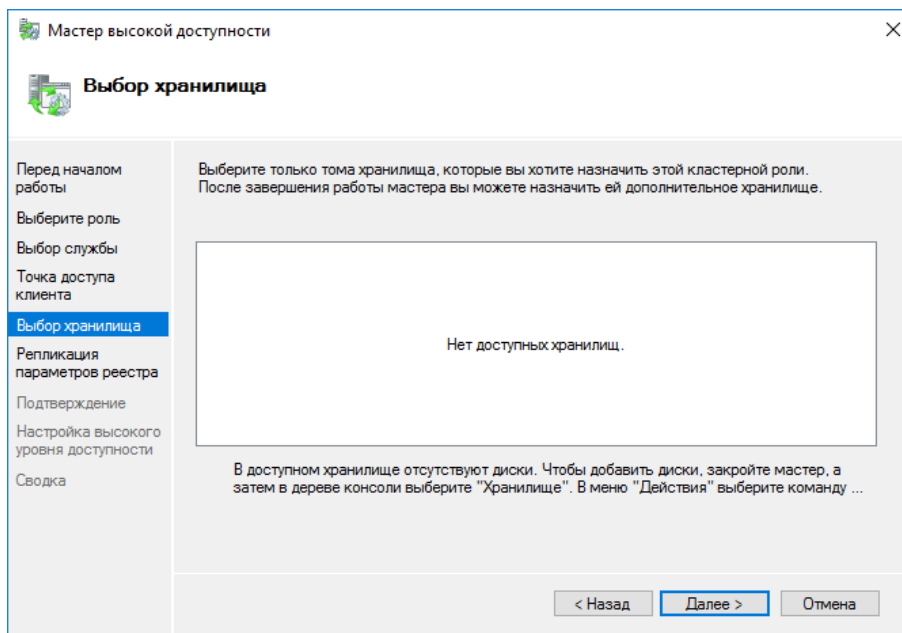 Мастер высокой доступности
Выбор хранилища
Перед началом
работы
Выберите роль
Выбор службы
Точка доступа
клиента
Выбор хранилища
Репликация
параметров реестра
Подтверждение
Настройка высокого
уровня доступности
Сводка
Выберите только тома хранилища, которые вы хотите назначить этой кластерной роли.
После завершения работы мастера вы можете назначить ей дополнительное хранилище.
Нет доступных хранилищ.
В доступном хранилище отсутствуют диски. Чтобы добавить диски, закройте мастер, а
затем в дереве консоли выберите "Хранилище". В меню "Действия" выберите команду ...
< Назад
Далее >
Отмена